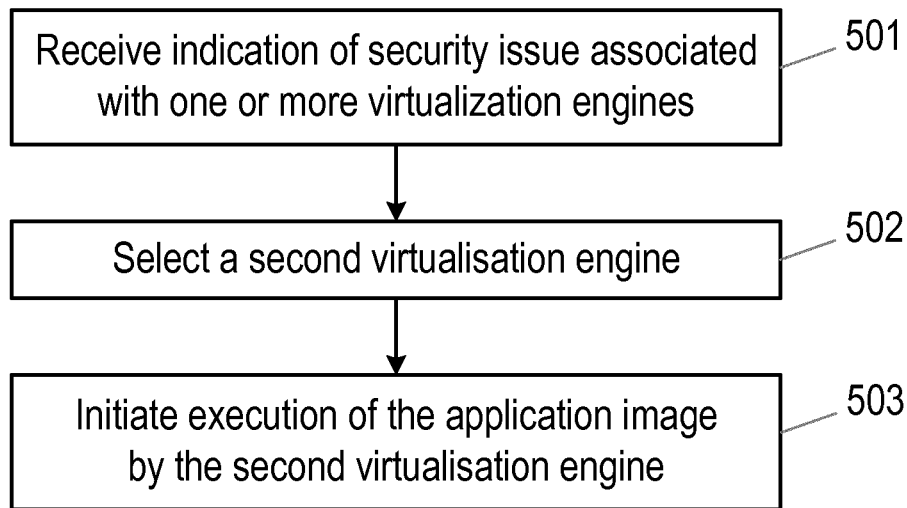 Receive indication of security issue associated
with one or more virtualization engines
501
Select a second virtualisation engine
502
Initiate execution of the application image
by the second virtualisation engine
503